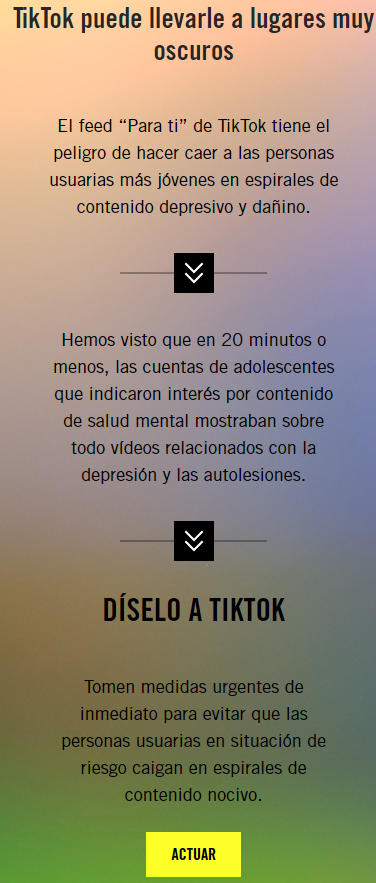 TikTok puede llevarle a lugares muy
oscuros
El feed “Para ti” de TikTok tiene el
peligro de hacer caer a las personas
usuarias más jóvenes en espirales de
contenido depresivo y dañino.
Hemos visto que en 20 minutos o
menos, las cuentas de adolescentes
que indicaron interés por contenido
de salud mental mostraban sobre
todo vídeos relacionados con la
depresión y las autolesiones.
DÍSELO A TIKTOK
Tomen medidas urgentes de
inmediato para evitar que las
personas usuarias en situación de
riesgo caigan en espirales de
contenido nocivo.
ACTUAR